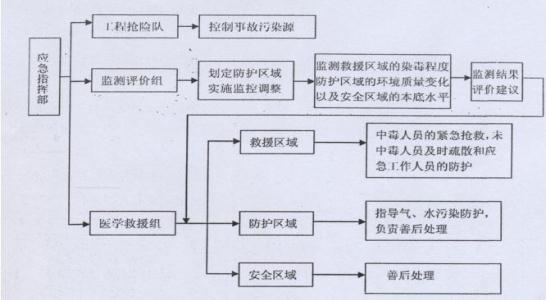 应急指挥部
工程抢险队
控制事故污染源
监测评价组
划定防护区域
实施监控调整
监测救援区域的染毒程度
防护区域的环境质量变化
以及安全区域的本底水平
监测结果
评价建议
医学救援组
救援区域
中毒人员的紧急抢救,未
中毒人员及时疏散和应
急工作人员的防护
防护区域
指导气、水污染防护,
负责善后处理
安全区域
善后处理